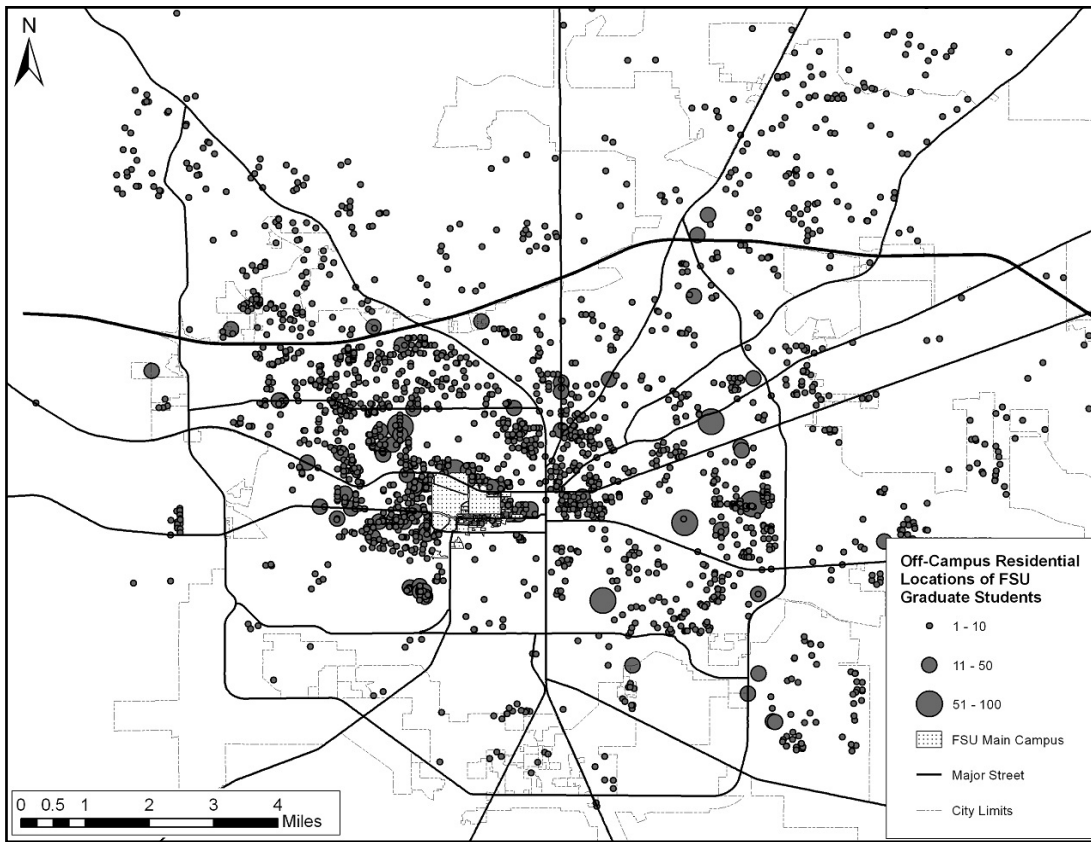 N
Off-Campus Residential
Locations of FSU
Graduate Students
1 - 10
11 - 50
51 - 100
FSU Main Campus
Major Street
City Limits
0 0.5 1 2 3 4
Miles